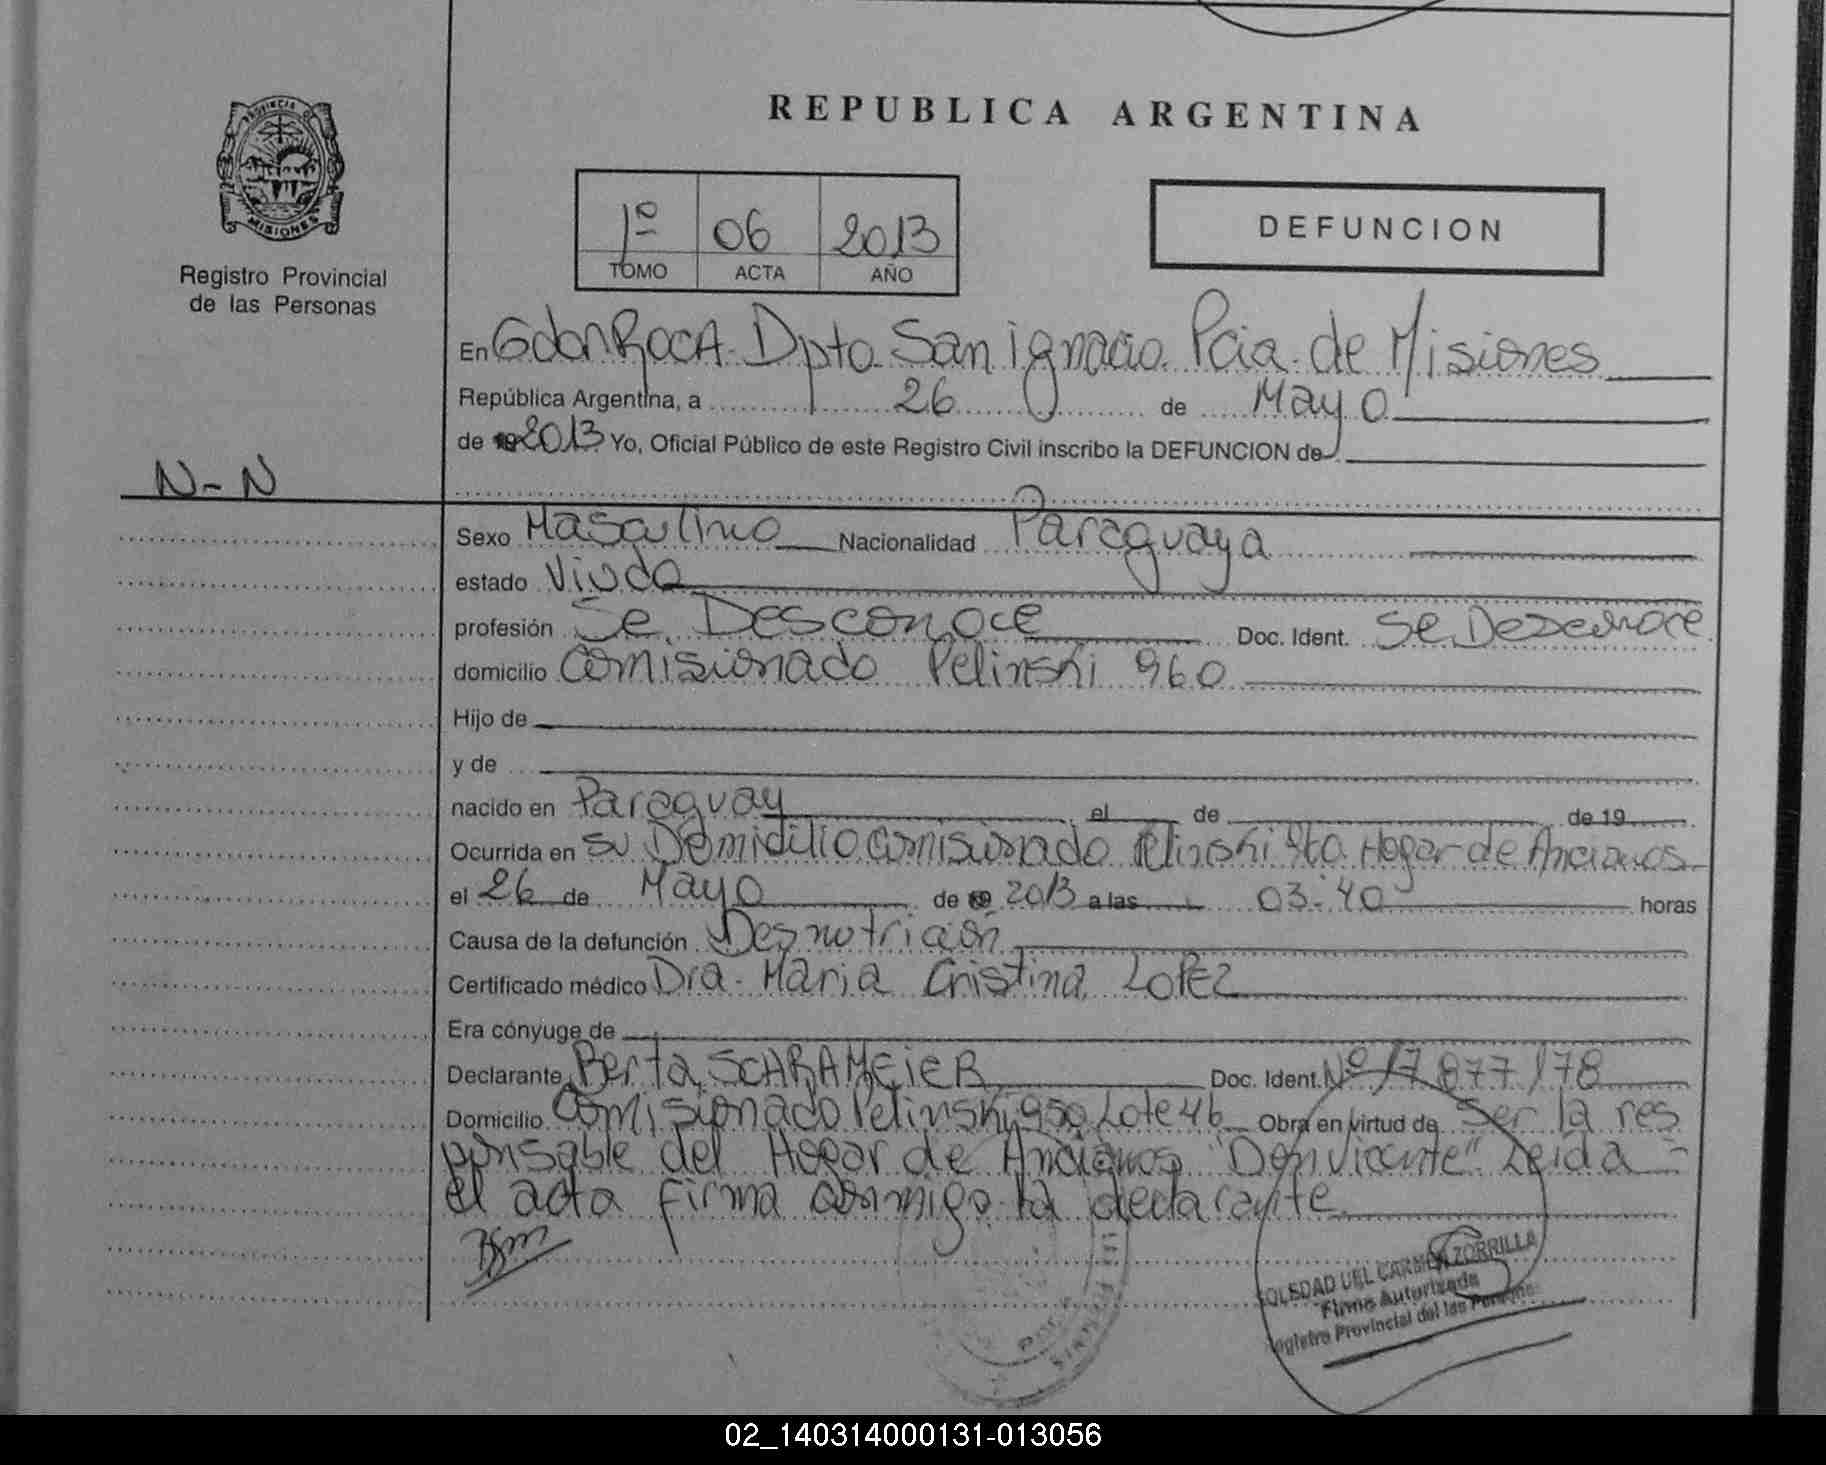 REPUBLICA ARGENTINA
PROVINCIA DE
MISIONES
Registro Provincial
de las Personas
1º 06 2013
TOMO ACTA AÑO
DEFUNCION
En Gdor Roca. Dpto San ignacio. Pcia. de Misiones
República Argentina, a 26 de Mayo
de 2013 Yo, Oficial Público de este Registro Civil inscribo la DEFUNCION de
N-N
Sexo Masculino Nacionalidad Paraguaya
estado Viudo
profesión Se Desconoce Doc. Ident. Se Desconoce
domicilio Comisionado Pelinski 960
Hijo de
y de
nacido en Paraguay el de de 19
Ocurrida en su Domicilio comisionado Pelinski Hogar de Ancianos
el 26 de Mayo de 2013 a las 03:40 horas
Causa de la defunción Desnutrición
Certificado médico Dra. Maria Cristina LOPEZ
Era cónyuge de
Declarante Berta SCHRAMEIER Doc. Ident. Nº 17 877 178
Domicilio Comisionado Pelinski 950 Lote 46 Obra en virtud de Ser la res
ponsable del Hogar de Ancianos "Don Vicente" Leida
el acta firma conmigo la declarante.
SOLEDAD DEL CARMEN ZORRILLA
Firma Autorizada
Registro Provincial del las Personas
02_140314000131-013056